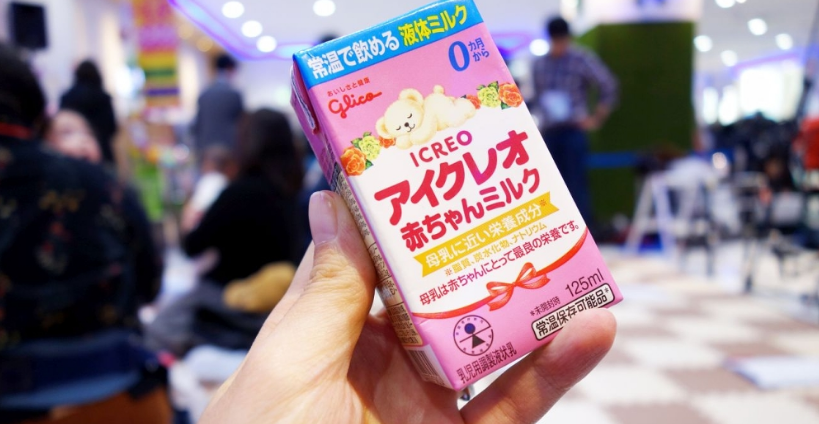 常温で飲める 液体ミルク
0カ月から
おいしさと健康
Glico
ICREO
アイクレオ
赤ちゃんミルク
母乳に近い栄養成分※
※脂質、炭水化物、ナトリウム
母乳は赤ちゃんにとって最良の栄養です。
125ml
*未開封時
常温保存可能品*
乳児用調製液状乳